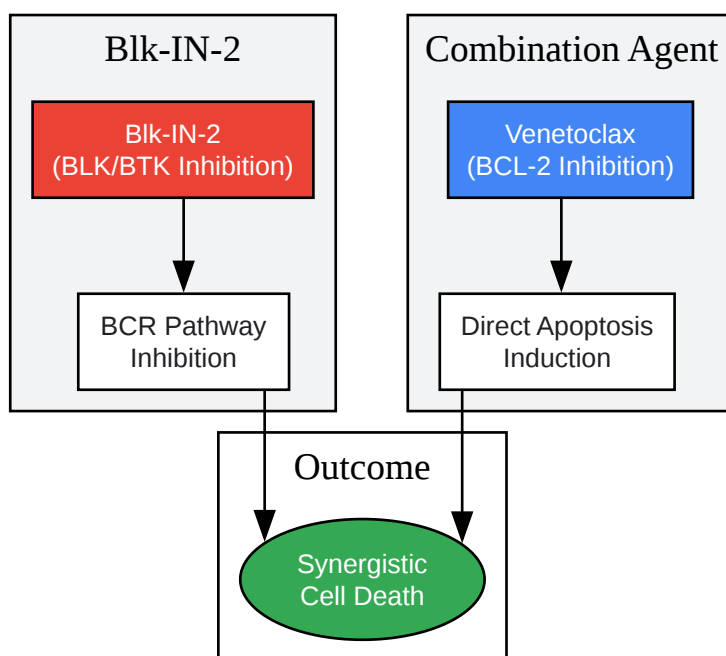 Blk-IN-2
Blk-IN-2
(BLK/BTK Inhibition)
BCR Pathway
Inhibition
Combination Agent
Venetoclax
(BCL-2 Inhibition)
Direct Apoptosis
Induction
Outcome
Synergistic
Cell Death